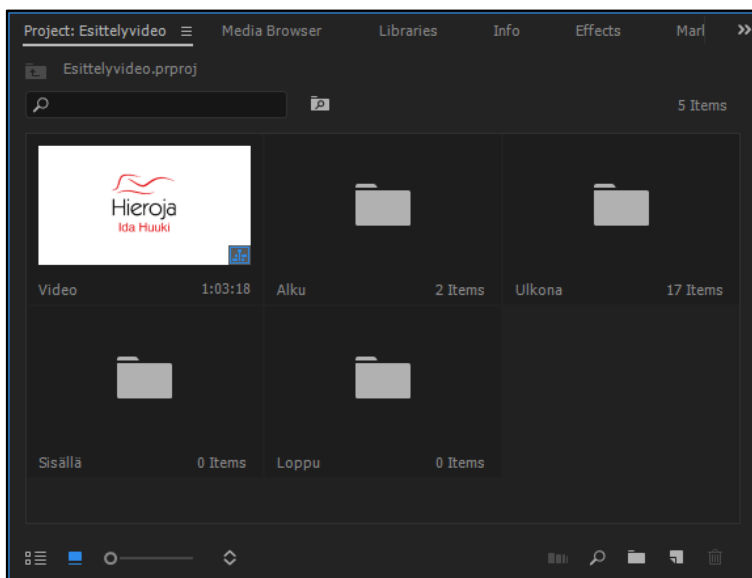 Project: Esittelyvideo Media Browser Libraries Info Effects Marl
Esittelyvideo.prproj
5 Items
Hieroja
Ida Huuki
Video 1:03:18 Alku 2 Items Ulkona 17 Items
Sisällä 0 Items Loppu 0 Items